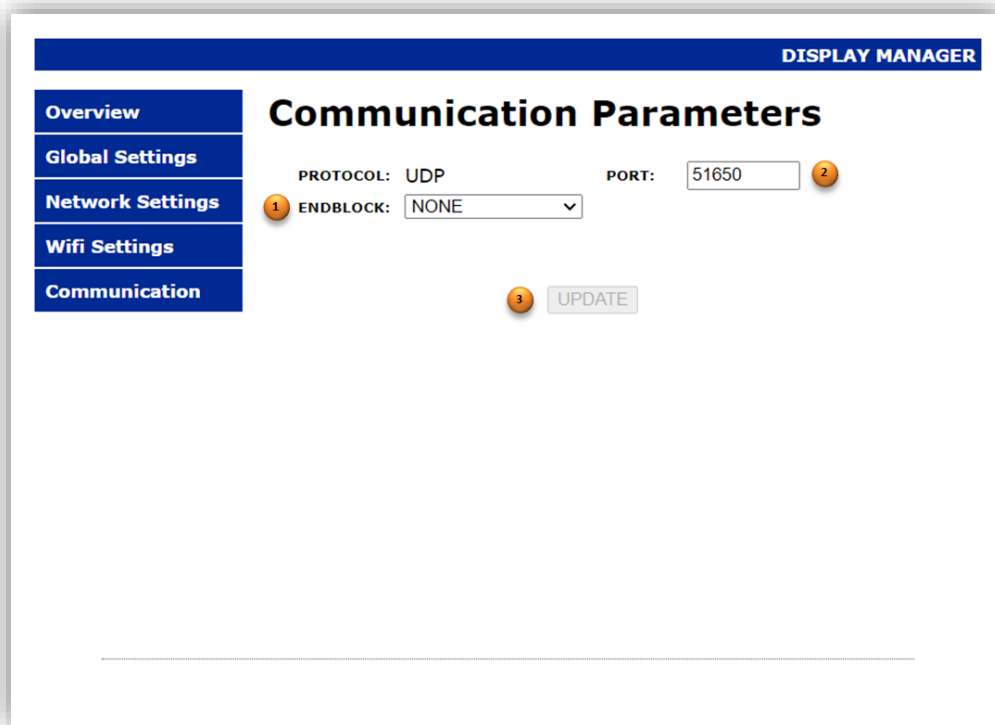 DISPLAY MANAGER
Overview
Global Settings
Network Settings
Wifi Settings
Communication
Communication Parameters
PROTOCOL: UDP PORT: 51650 2
1 ENDBLOCK: NONE
3 UPDATE